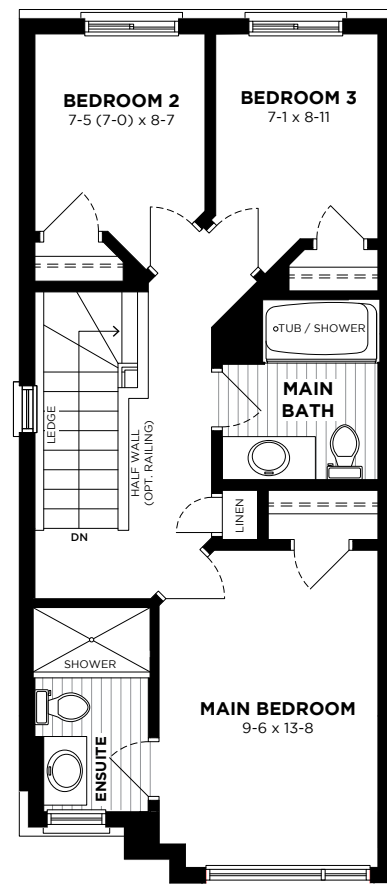 BEDROOM 2
7-5 (7-0) x 8-7
BEDROOM 3
7-1 x 8-11
TUB / SHOWER
MAIN
BATH
LEDGE
HALF WALL
(OPT. RAILING)
LINEN
DN
SHOWER
MAIN BEDROOM
9-6 x 13-8
ENSUITE